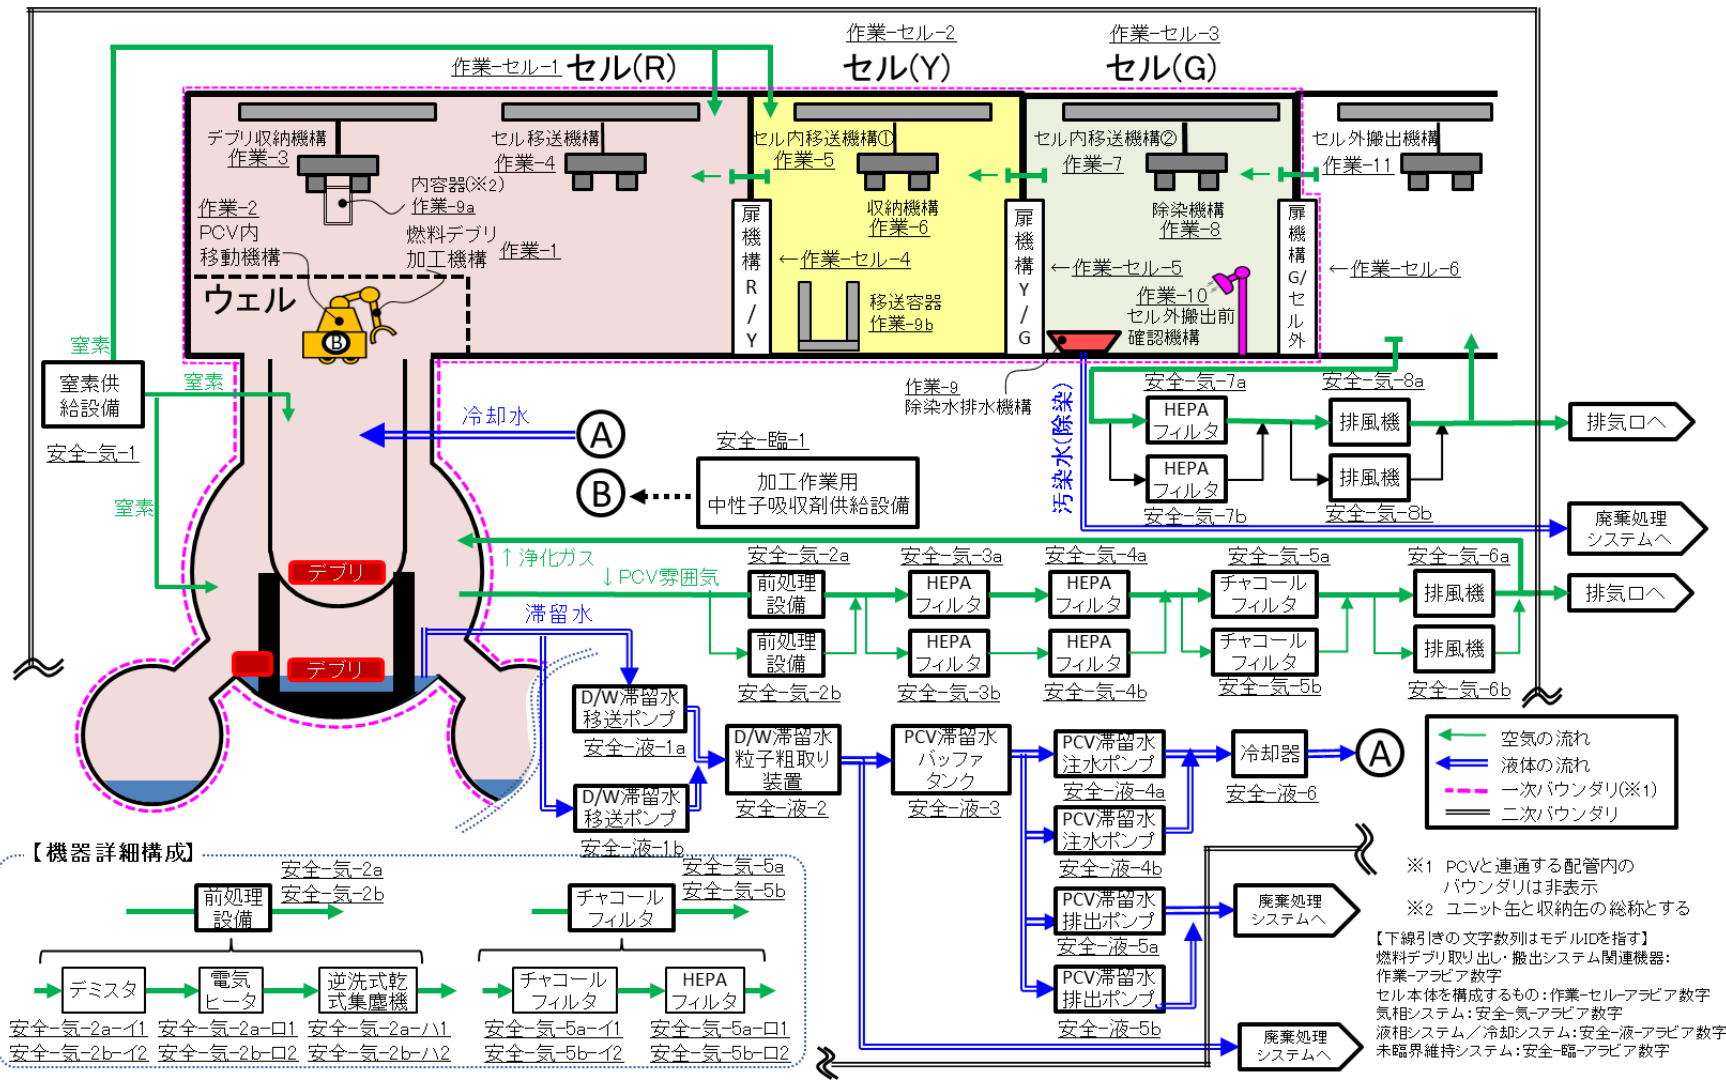 作業-セル-1
セル(R)
作業-セル-2
セル(Y)
作業-セル-3
セル(G)
デブリ収納機構
作業-3
セル移送機構
作業-4
セル内移送機構①
作業-5
セル内移送機構②
作業-7
セル外搬出機構
作業-11
内容器(※2)
作業-9a
作業-2
PCV内
移動機構
燃料デブリ
加工機構
作業-1
収納機構
作業-6
除染機構
作業-8
扉機構R/Y
←作業-セル-4
扉機構Y/G
←作業-セル-5
扉機構G/セル外
←作業-セル-6
ウェル
B
移送容器
作業-9b
作業-10
セル外搬出前
確認機構
作業-9
除染水排水機構
汚染水(除染)
窒素
窒素供
給設備
安全-気-1
窒素
窒素
冷却水
A
B
安全-臨-1
加工作業用
中性子吸収剤供給設備
安全-気-7a
HEPA
フィルタ
HEPA
フィルタ
安全-気-7b
安全-気-8a
排風機
排風機
安全-気-8b
排気口へ
廃棄処理
システムへ
排気口へ
↑浄化ガス
↓PCV雰囲気
安全-気-2a
前処理
設備
前処理
設備
安全-気-2b
安全-気-3a
HEPA
フィルタ
HEPA
フィルタ
安全-気-3b
安全-気-4a
HEPA
フィルタ
HEPA
フィルタ
安全-気-4b
安全-気-5a
チャコール
フィルタ
チャコール
フィルタ
安全-気-5b
安全-気-6a
排風機
排風機
安全-気-6b
デブリ
デブリ
滞留水
D/W滞留水
移送ポンプ
安全-液-1a
D/W滞留水
移送ポンプ
安全-液-1b
D/W滞留水
粒子粗取り
装置
安全-液-2
PCV滞留水
バッファ
タンク
安全-液-3
PCV滞留水
注水ポンプ
安全-液-4a
PCV滞留水
注水ポンプ
安全-液-4b
PCV滞留水
排出ポンプ
安全-液-5a
PCV滞留水
排出ポンプ
安全-液-5b
冷却器
安全-液-6
A
廃棄処理
システムへ
廃棄処理
システムへ
空気の流れ
液体の流れ
一次バウンダリ(※1)
二次バウンダリ
※1 PCVと連通する配管内の
バウンダリは非表示
※2 ユニット缶と収納缶の総称とする
【下線引きの文字数列はモデルIDを指す】
燃料デブリ取り出し・搬出システム関連機器:
作業-アラビア数字
セル本体を構成するもの:作業-セル-アラビア数字
気相システム:安全-気-アラビア数字
液相システム/冷却システム:安全-液-アラビア数字
未臨界維持システム:安全-臨-アラビア数字
【機器詳細構成】
安全-気-2a
安全-気-2b
前処理
設備
デミスタ
電気
ヒータ
逆洗式乾
式集塵機
安全-気-2a-イ1
安全-気-2b-イ2
安全-気-2a-ロ1
安全-気-2b-ロ2
安全-気-2a-ハ1
安全-気-2b-ハ2
安全-気-5a
安全-気-5b
チャコール
フィルタ
チャコール
フィルタ
HEPA
フィルタ
安全-気-5a-イ1
安全-気-5b-イ2
安全-気-5a-ロ1
安全-気-5b-ロ2